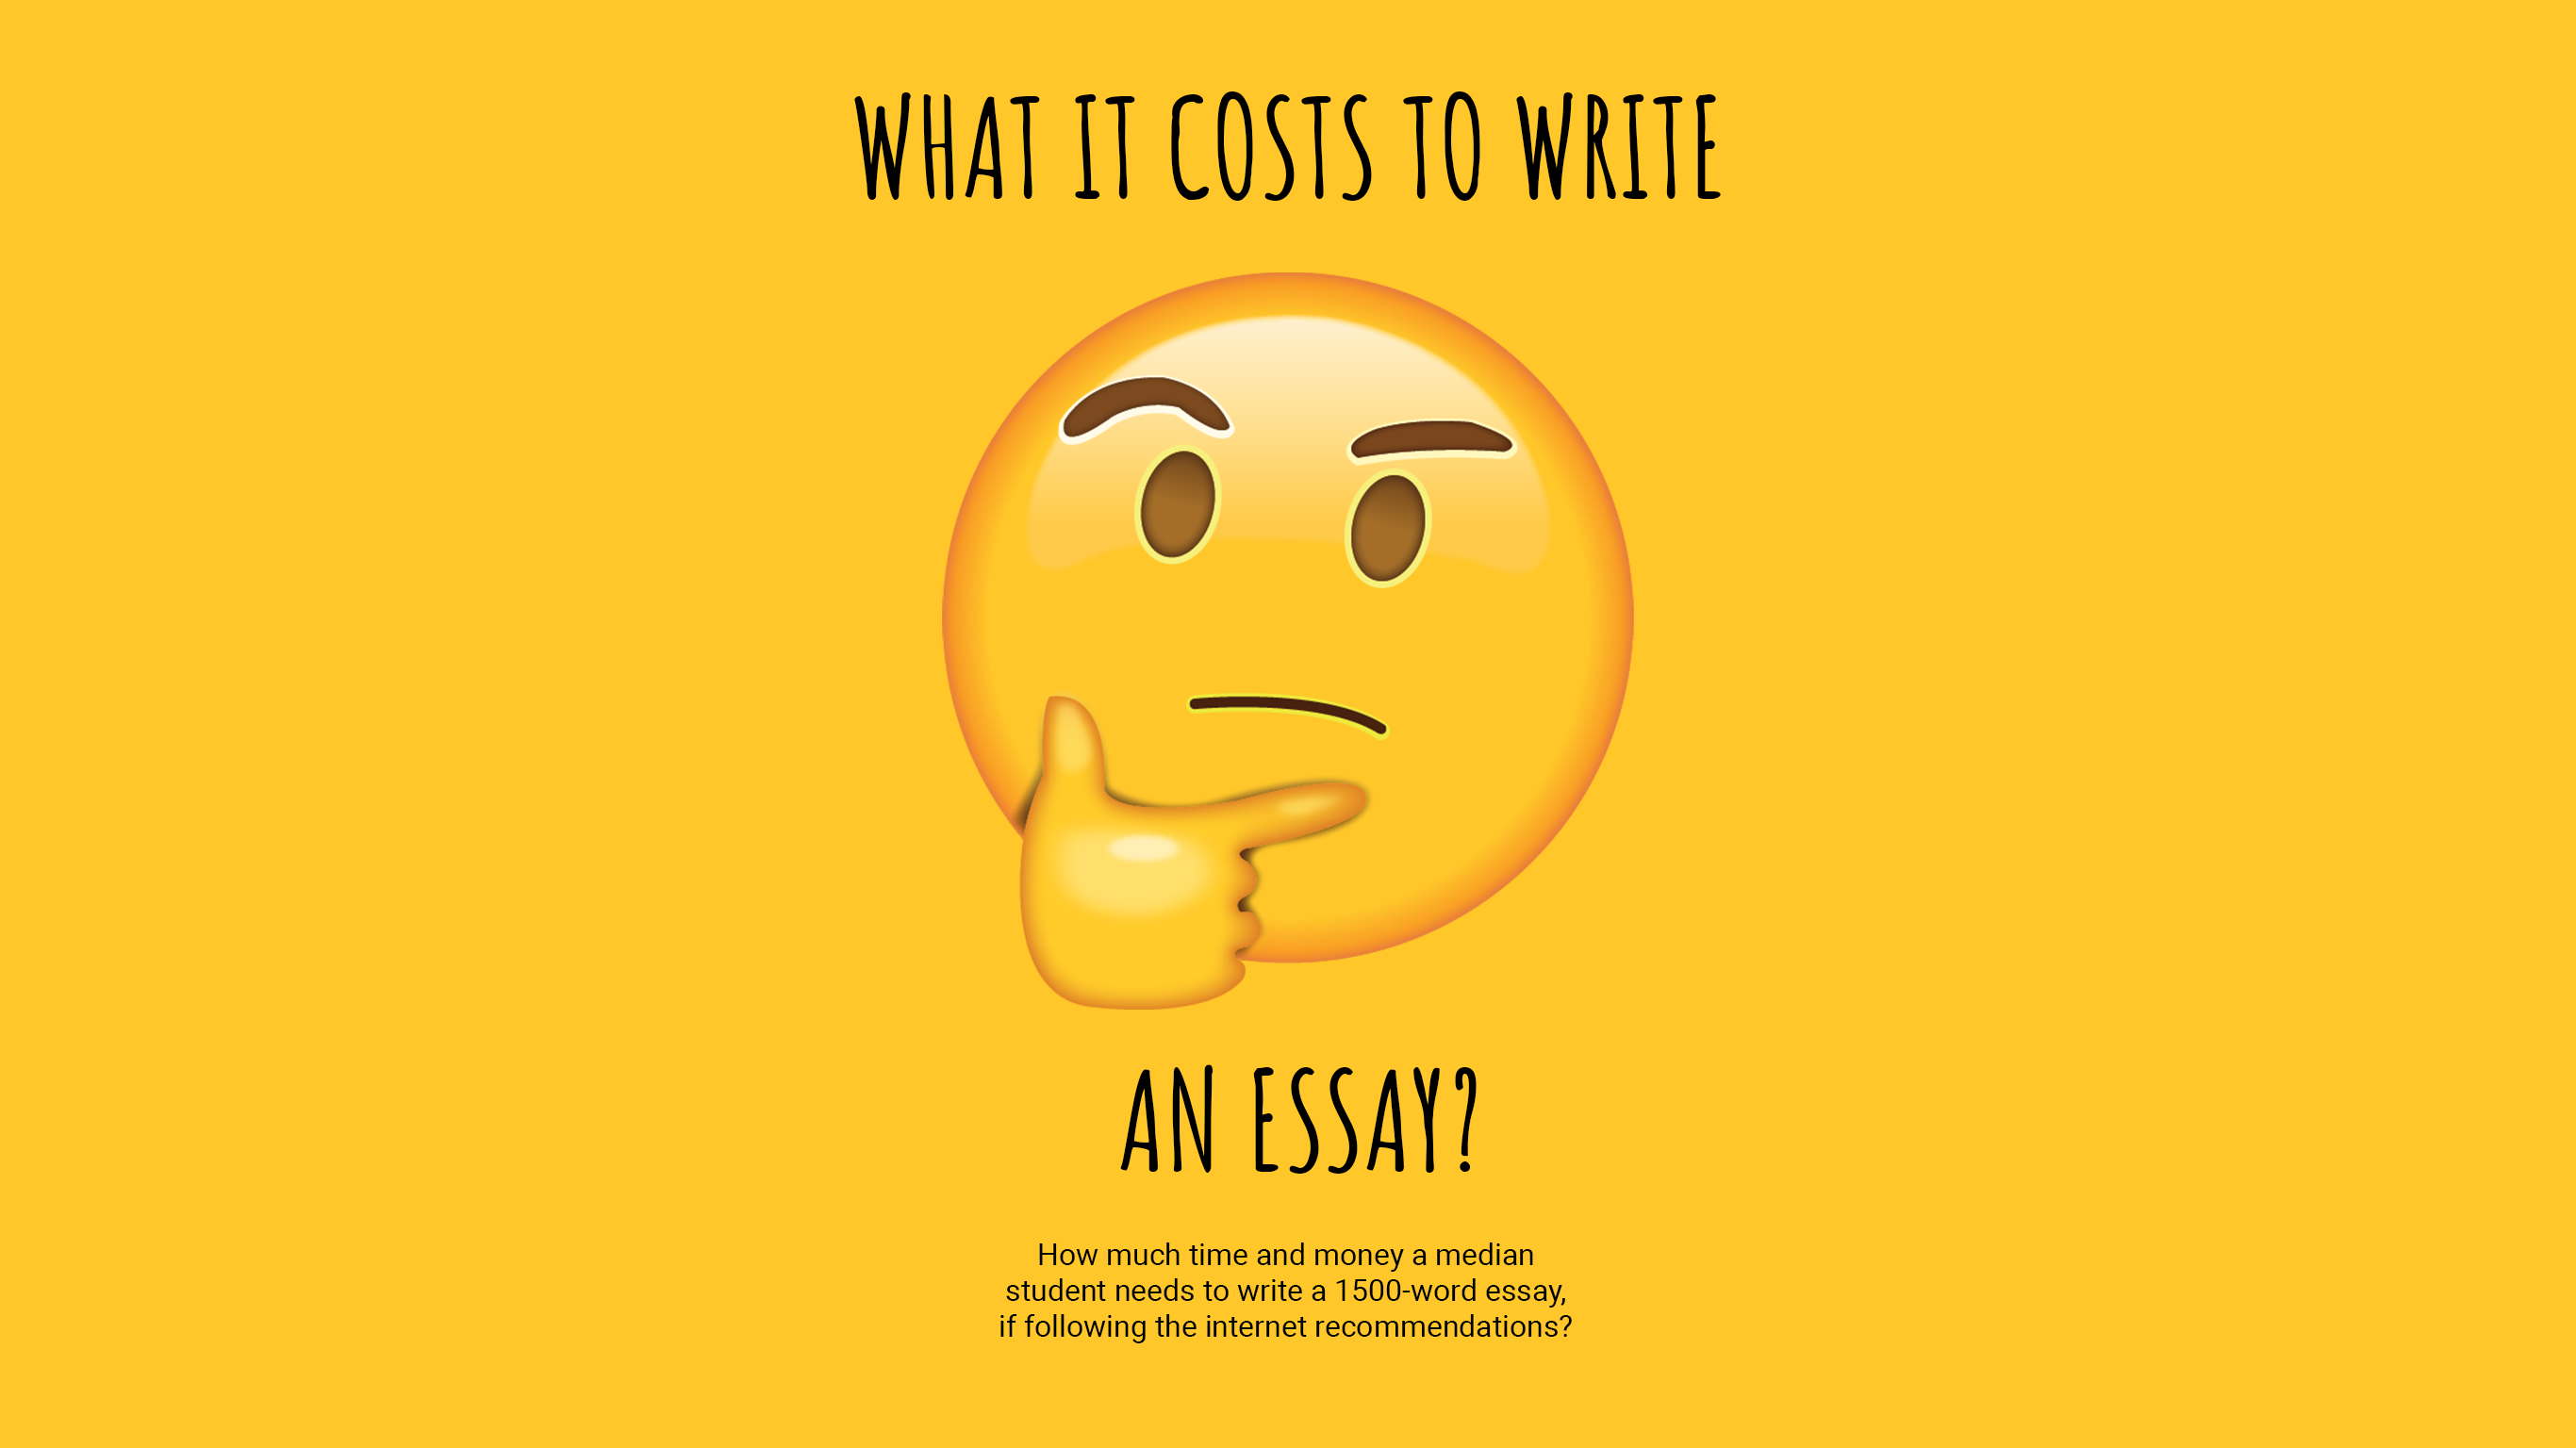 WHAT IT COSTS TO WRITE
AN ESSAY?
How much time and money a median
student needs to write a 1500-word essay,
if following the internet recommendations?